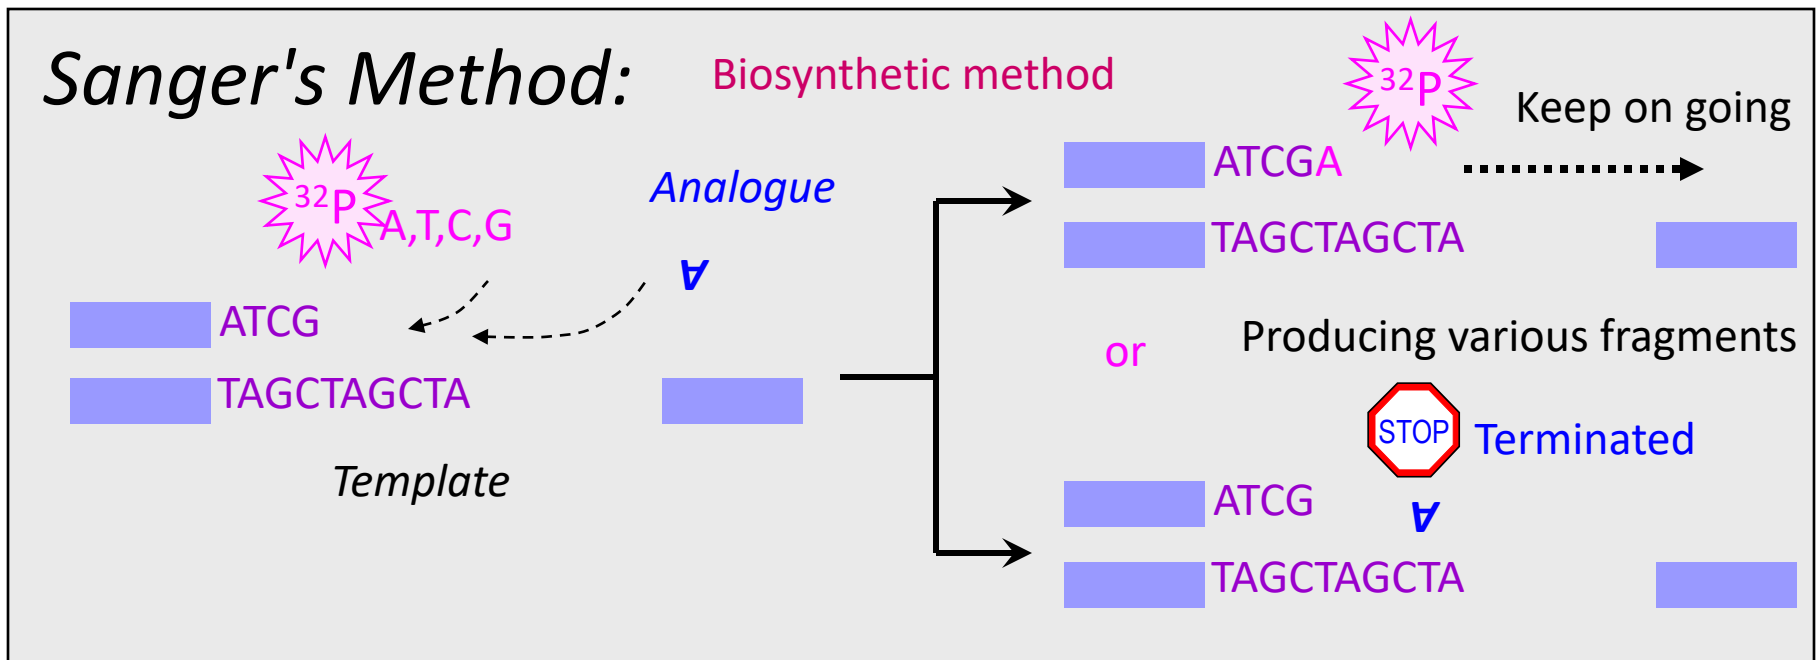 Sanger's Method:
Biosynthetic method
32P
A,T,C,G
Analogue
∀
ATCG
TAGCTAGCTA
Template
32P
Keep on going
ATCGA
TAGCTAGCTA
or
Producing various fragments
STOP
Terminated
ATCG
∀
TAGCTAGCTA